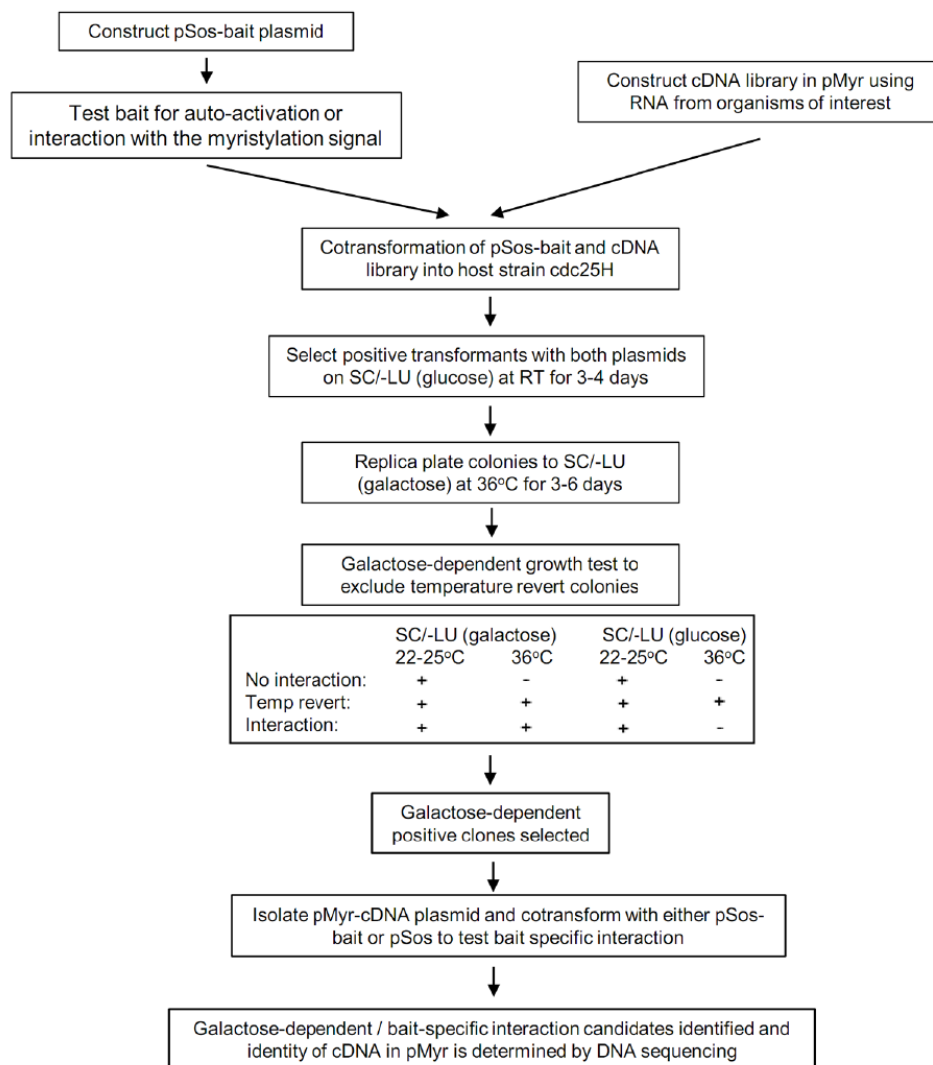 Construct pSos-bait plasmid
Test bait for auto-activation or
interaction with the myristylation signal
Construct cDNA library in pMyr using
RNA from organisms of interest
Cotransformation of pSos-bait and cDNA
library into host strain cdc25H
Select positive transformants with both plasmids
on SC/-LU (glucose) at RT for 3-4 days
Replica plate colonies to SC/-LU
(galactose) at 36°C for 3-6 days
Galactose-dependent growth test to
exclude temperature revert colonies
SC/-LU (galactose) SC/-LU (glucose)
22-25°C 36°C 22-25°C 36°C
No interaction: + - + -
Temp revert: + + + +
Interaction: + + + -
Galactose-dependent
positive clones selected
Isolate pMyr-cDNA plasmid and cotransform with either pSos-
bait or pSos to test bait specific interaction
Galactose-dependent / bait-specific interaction candidates identified and
identity of cDNA in pMyr is determined by DNA sequencing